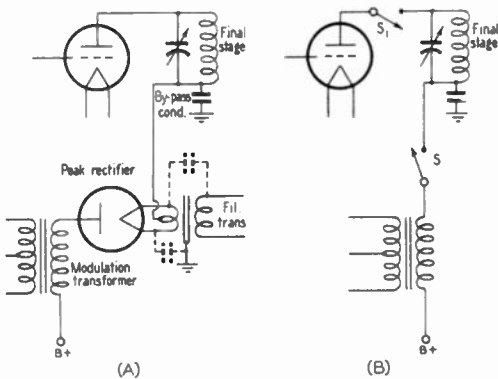 Final
stage
By-pass
cond.
Peak rectifier
Fil.
trans
Modulation
transformer
B+
(A)
S1
Final
stage
S
B+
(B)